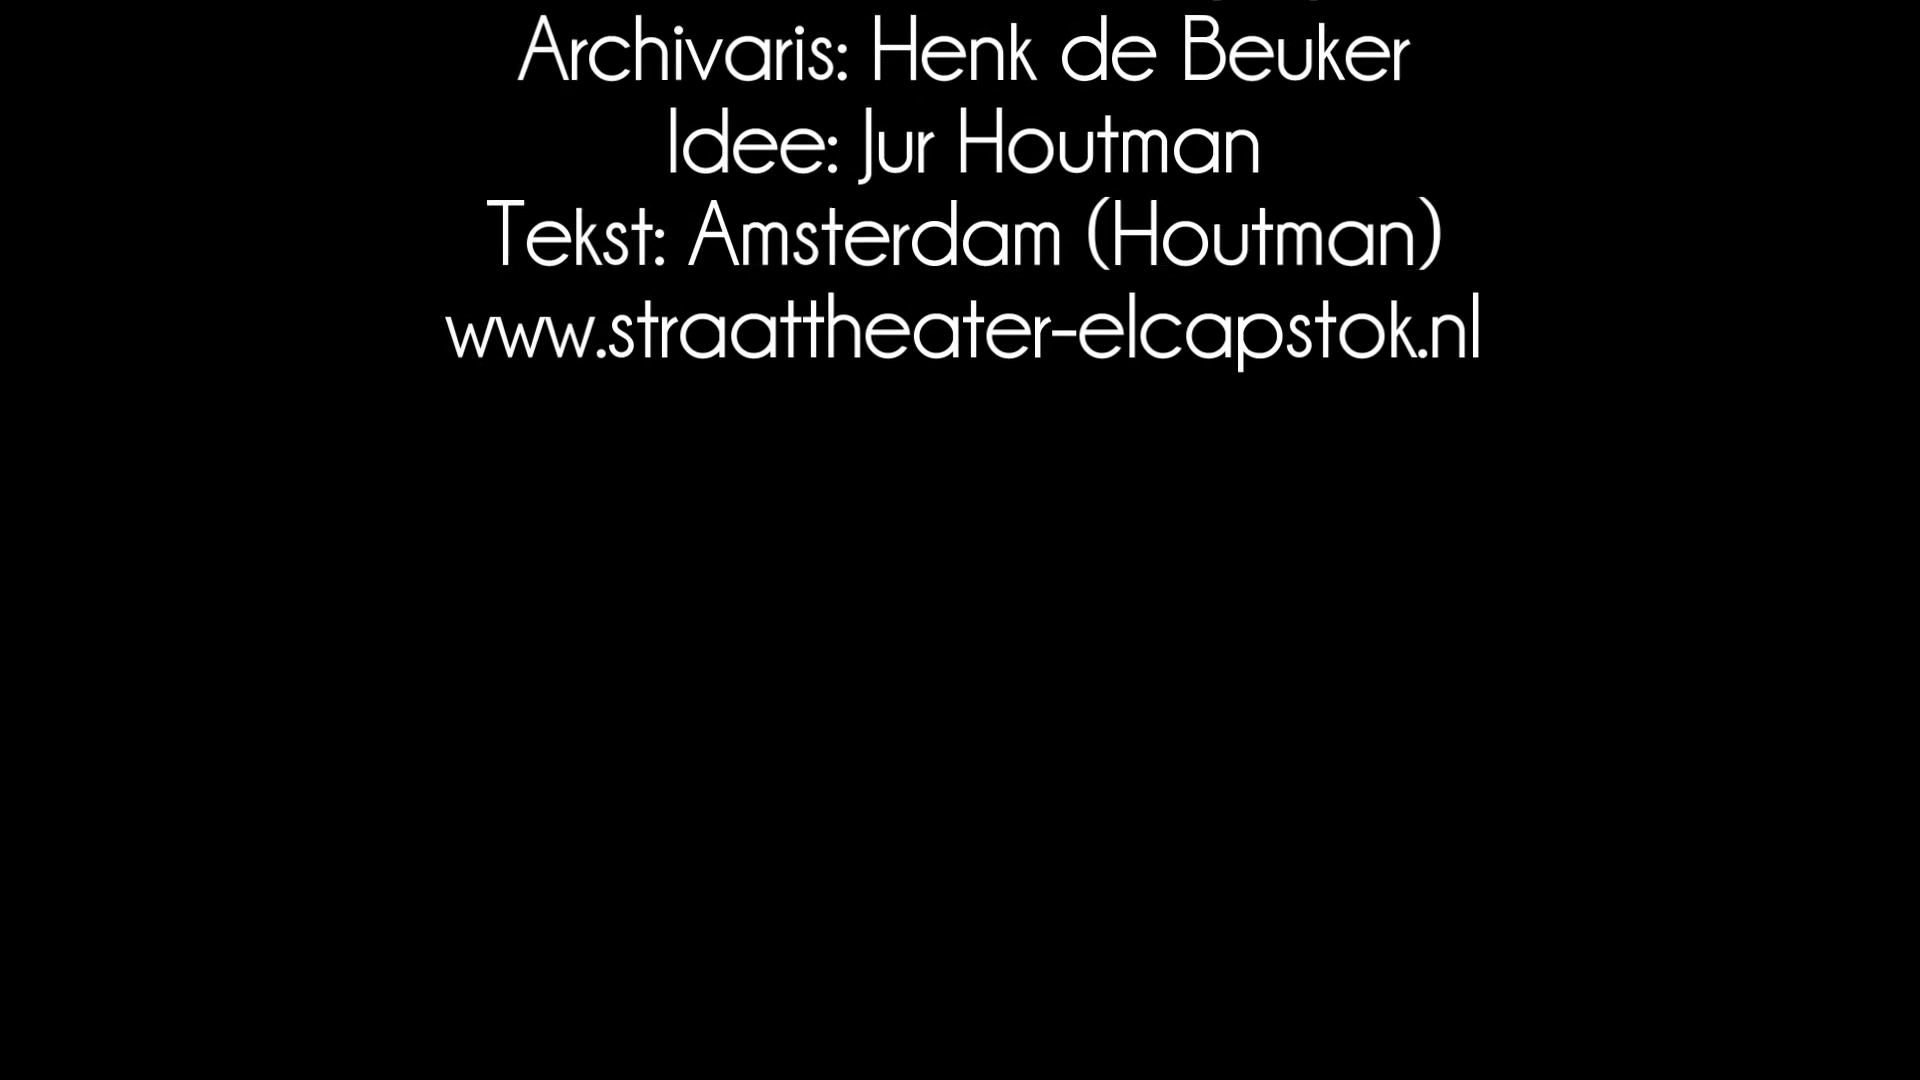 Archivaris: Henk de Beuker
Idee: Jur Houtman
Tekst: Amsterdam (Houtman)
www.straattheater-elcapstok.nl